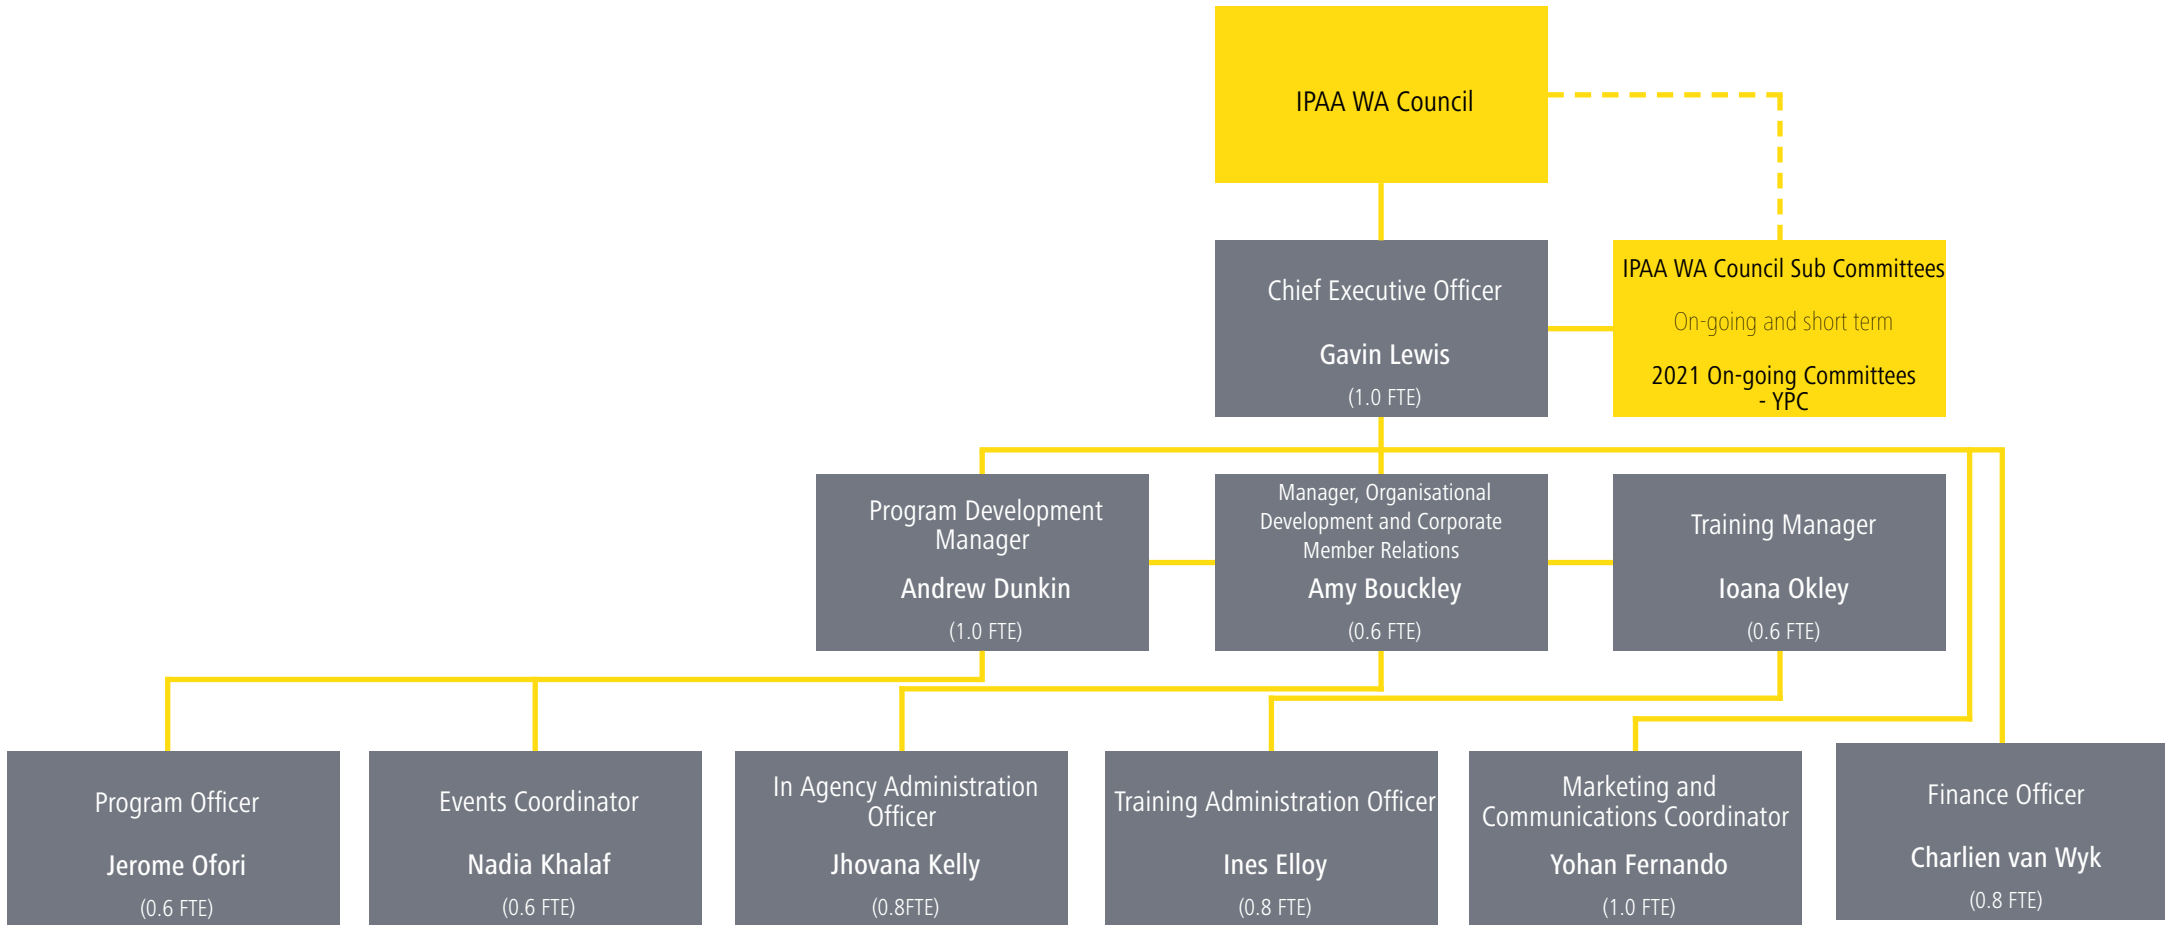 IPAA WA Council
Chief Executive Officer
Gavin Lewis
(1.0 FTE)
IPAA WA Council Sub Committees
On-going and short term
2021 On-going Committees
- YPC
Program Development
Manager
Andrew Dunkin
(1.0 FTE)
Manager, Organisational
Development and Corporate
Member Relations
Amy Bouckley
(0.6 FTE)
Training Manager
Ioana Okley
(0.6 FTE)
Program Officer
Jerome Ofori
(0.6 FTE)
Events Coordinator
Nadia Khalaf
(0.6 FTE)
In Agency Administration
Officer
Jhovana Kelly
(0.8FTE)
Training Administration Officer
Ines Elloy
(0.8 FTE)
Marketing and
Communications Coordinator
Yohan Fernando
(1.0 FTE)
Finance Officer
Charlien van Wyk
(0.8 FTE)